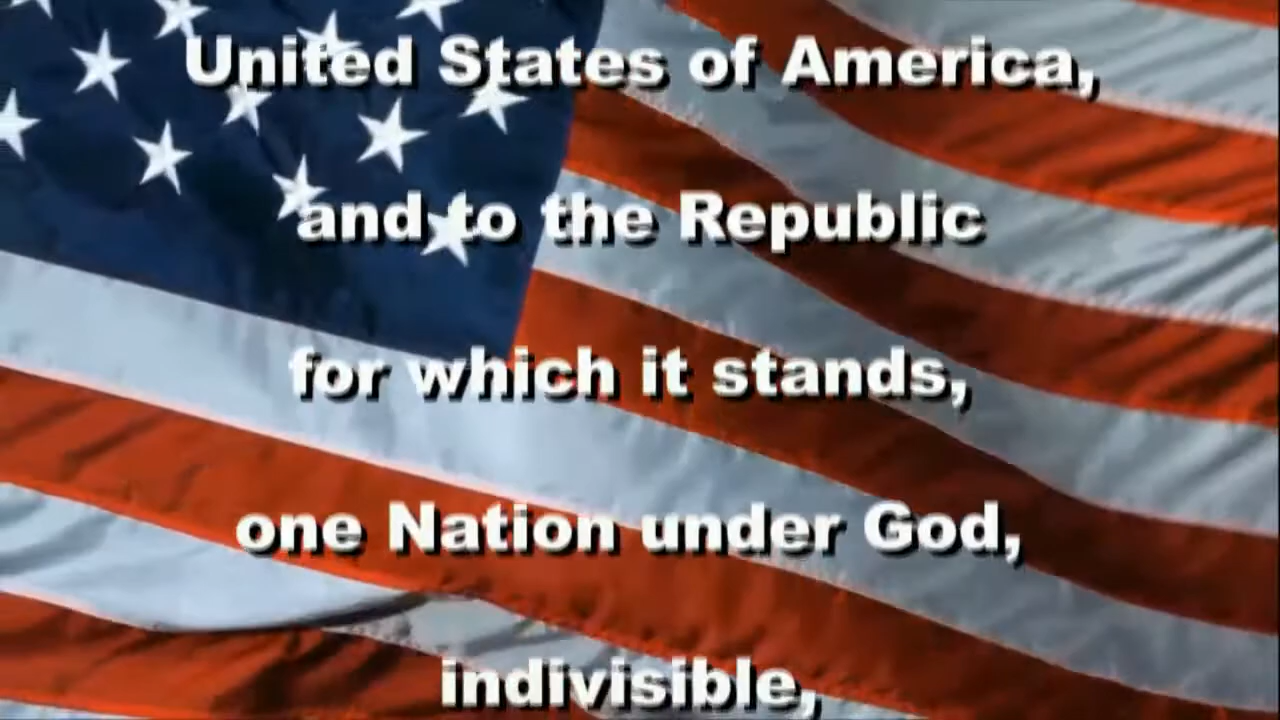 United States of America,
and to the Republic
for which it stands,
one Nation under God,
indivisible,